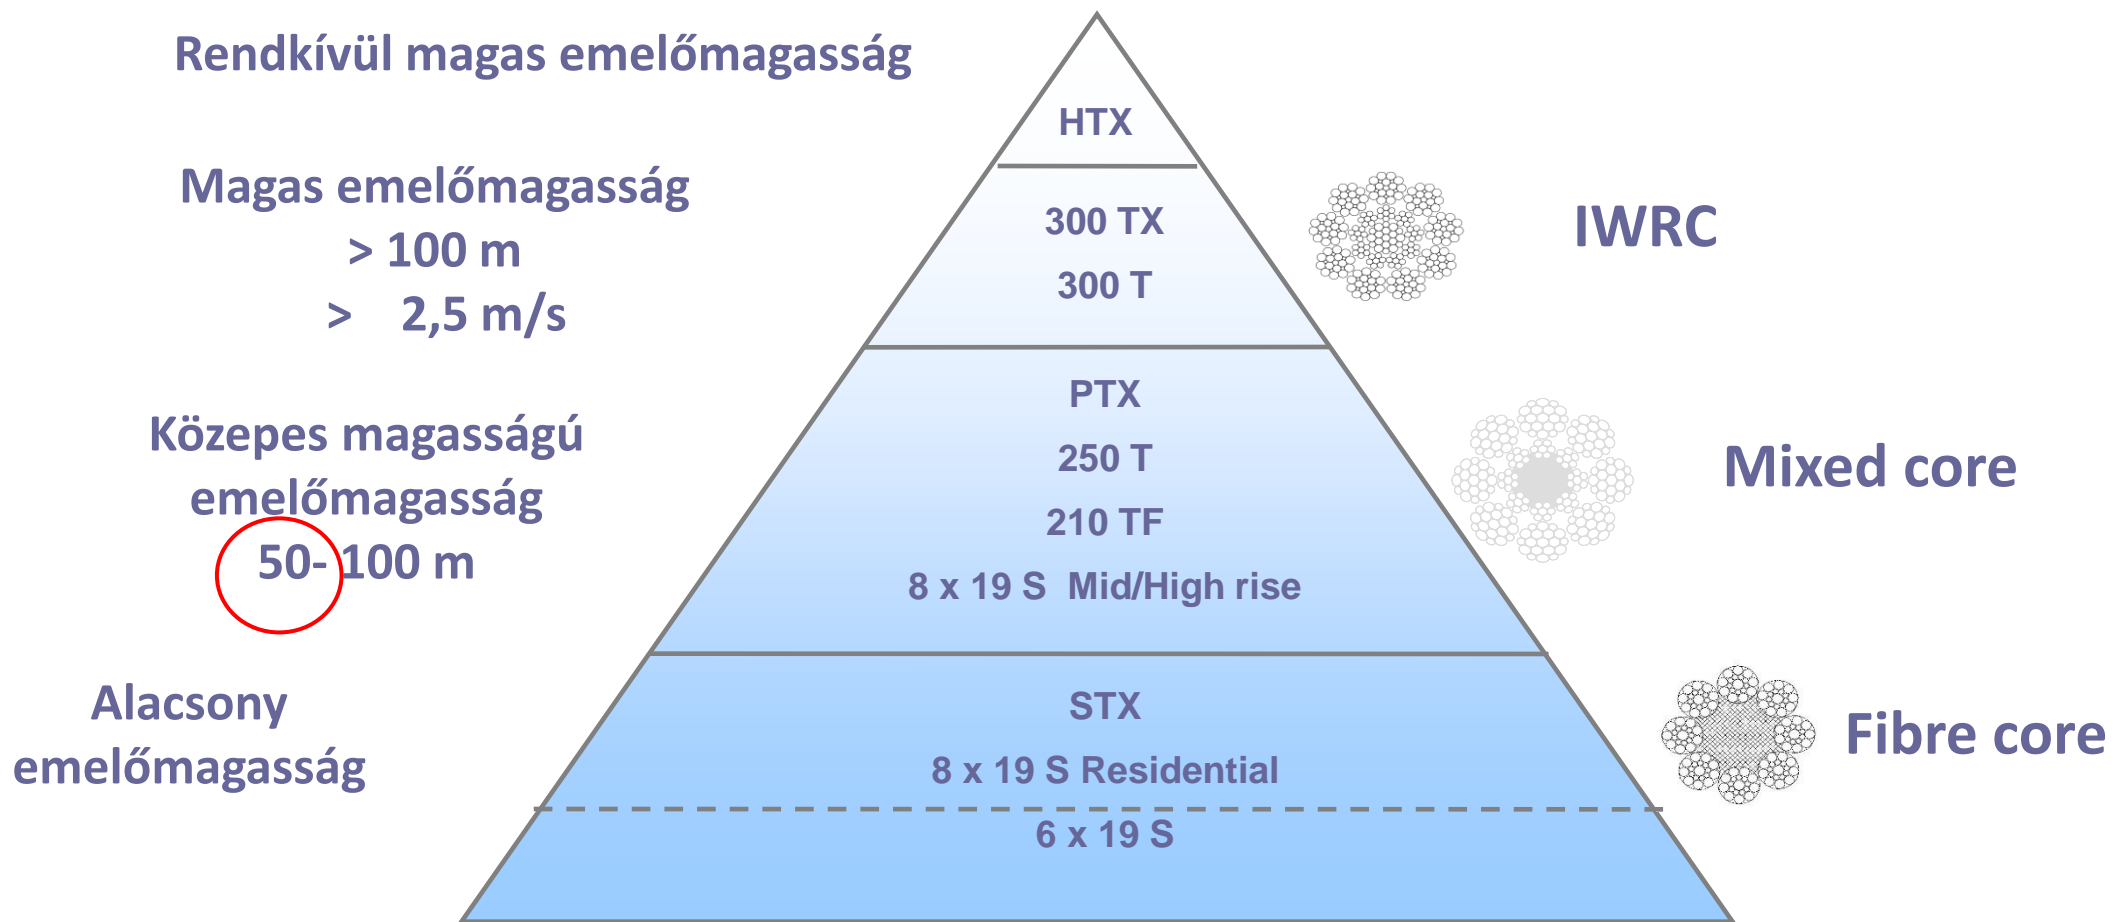 Rendkívül magas emelőmagasság
HTX
Magas emelőmagasság
> 100 m
> 2,5 m/s
300 TX
300 T
IWRC
Közepes magasságú
emelőmagasság
50- 100 m
PTX
250 T
210 TF
8 x 19 S Mid/High rise
Mixed core
Alacsony
emelőmagasság
STX
8 x 19 S Residential
6 x 19 S
Fibre core